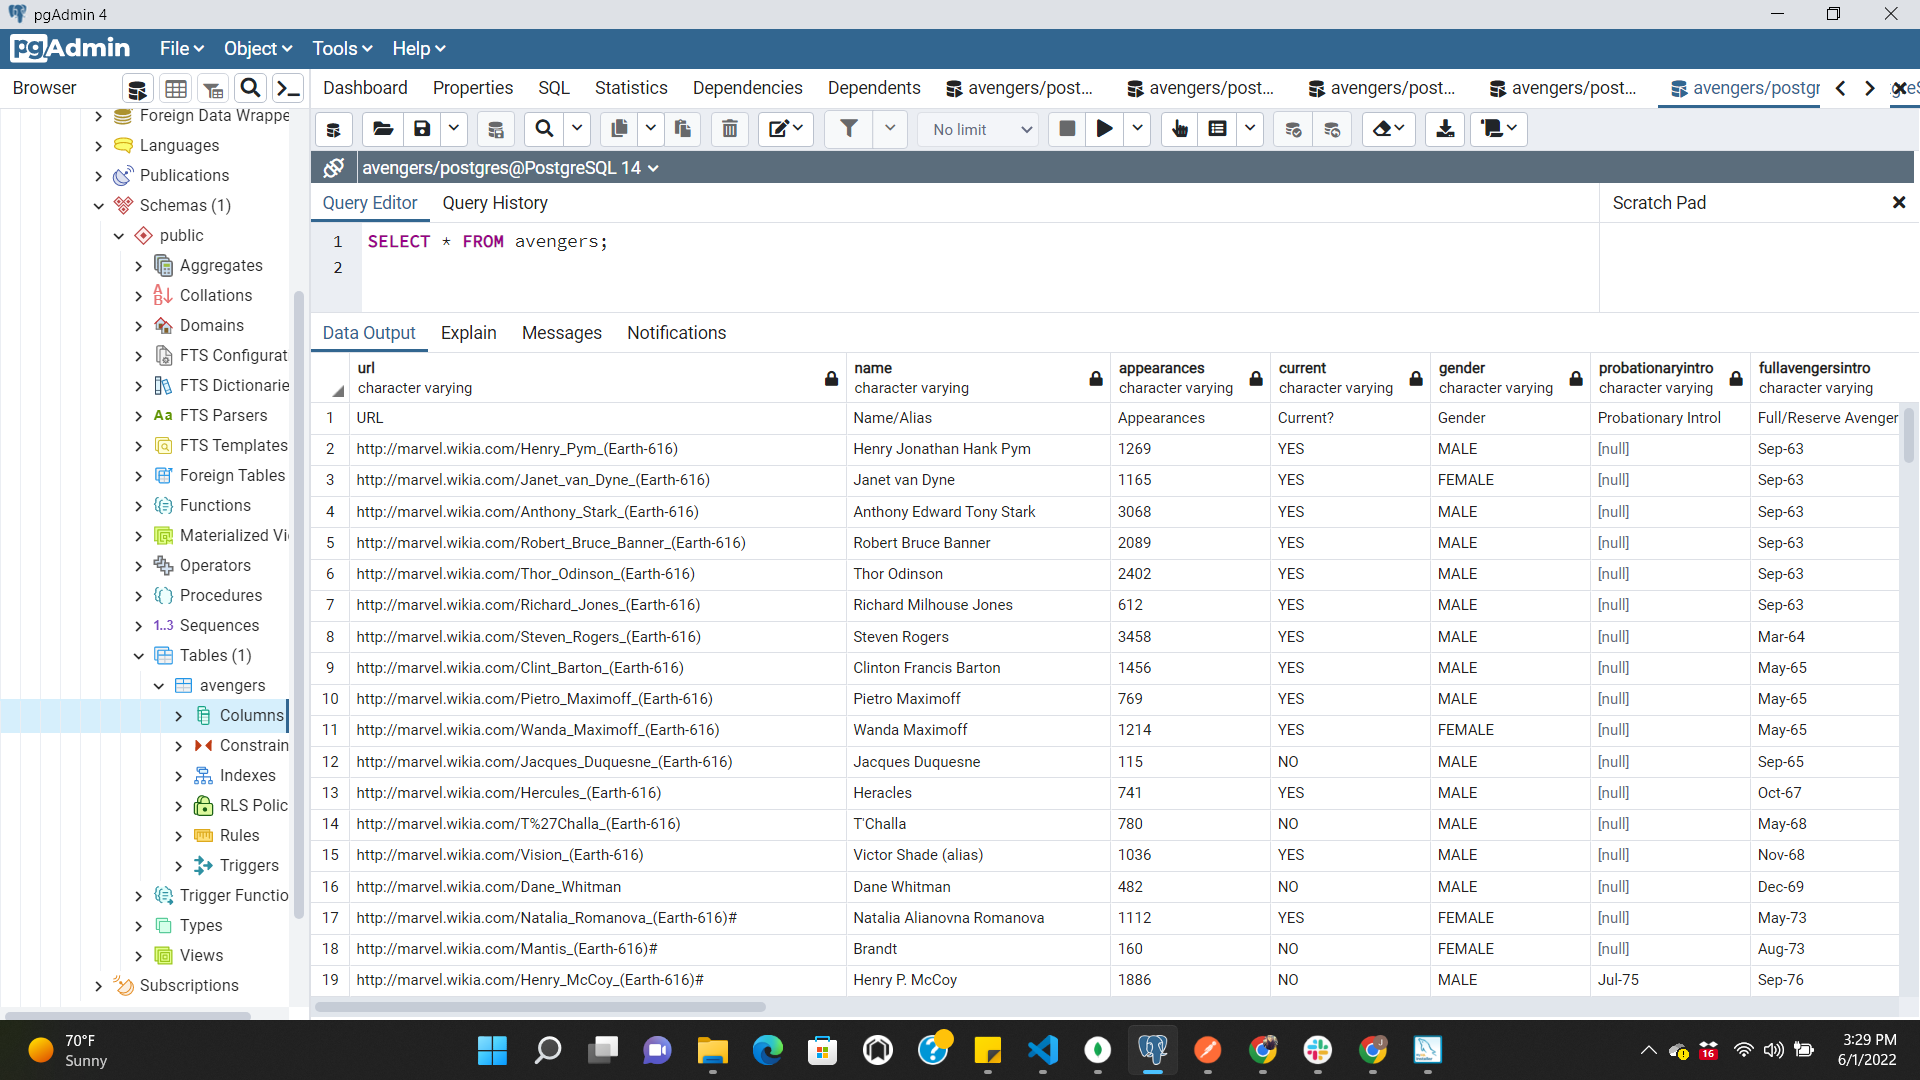 pgAdmin 4
pgAdmin File Object Tools Help
Browser
Dashboard Properties SQL Statistics Dependencies Dependents avengers/post... avengers/post... avengers/post... avengers/post... avengers/postgr
No limit
avengers/postgres@PostgreSQL 14
Query Editor Query History
Scratch Pad
1 SELECT * FROM avengers;
2
Foreign Data Wrappe
Languages
Publications
Schemas (1)
public
Aggregates
Collations
Domains
FTS Configurat
FTS Dictionarie
Aa FTS Parsers
FTS Templates
Foreign Tables
Functions
Materialized Vi
Operators
Procedures
1..3 Sequences
Tables (1)
avengers
Columns
Constrain
Indexes
RLS Polic
Rules
Triggers
Trigger Functio
Types
Views
Subscriptions
Data Output Explain Messages Notifications
url name appearances current gender probationaryintro fullavengersintro
character varying character varying character varying character varying character varying character varying character varying
1 URL Name/Alias Appearances Current? Gender Probationary Introl Full/Reserve Avenger
2 http://marvel.wikia.com/Henry_Pym_(Earth-616) Henry Jonathan Hank Pym 1269 YES MALE [null] Sep-63
3 http://marvel.wikia.com/Janet_van_Dyne_(Earth-616) Janet van Dyne 1165 YES FEMALE [null] Sep-63
4 http://marvel.wikia.com/Anthony_Stark_(Earth-616) Anthony Edward Tony Stark 3068 YES MALE [null] Sep-63
5 http://marvel.wikia.com/Robert_Bruce_Banner_(Earth-616) Robert Bruce Banner 2089 YES MALE [null] Sep-63
6 http://marvel.wikia.com/Thor_Odinson_(Earth-616) Thor Odinson 2402 YES MALE [null] Sep-63
7 http://marvel.wikia.com/Richard_Jones_(Earth-616) Richard Milhouse Jones 612 YES MALE [null] Sep-63
8 http://marvel.wikia.com/Steven_Rogers_(Earth-616) Steven Rogers 3458 YES MALE [null] Mar-64
9 http://marvel.wikia.com/Clint_Barton_(Earth-616) Clinton Francis Barton 1456 YES MALE [null] May-65
10 http://marvel.wikia.com/Pietro_Maximoff_(Earth-616) Pietro Maximoff 769 YES MALE [null] May-65
11 http://marvel.wikia.com/Wanda_Maximoff_(Earth-616) Wanda Maximoff 1214 YES FEMALE [null] May-65
12 http://marvel.wikia.com/Jacques_Duquesne_(Earth-616) Jacques Duquesne 115 NO MALE [null] Sep-65
13 http://marvel.wikia.com/Hercules_(Earth-616) Heracles 741 YES MALE [null] Oct-67
14 http://marvel.wikia.com/T%27Challa_(Earth-616) T'Challa 780 NO MALE [null] May-68
15 http://marvel.wikia.com/Vision_(Earth-616) Victor Shade (alias) 1036 YES MALE [null] Nov-68
16 http://marvel.wikia.com/Dane_Whitman Dane Whitman 482 NO MALE [null] Dec-69
17 http://marvel.wikia.com/Natalia_Romanova_(Earth-616)# Natalia Alianovna Romanova 1112 YES FEMALE [null] May-73
18 http://marvel.wikia.com/Mantis_(Earth-616)# Brandt 160 NO FEMALE [null] Aug-73
19 http://marvel.wikia.com/Henry_McCoy_(Earth-616)# Henry P. McCoy 1886 NO MALE Jul-75 Sep-76
70°F
Sunny
16
3:29 PM
6/1/2022